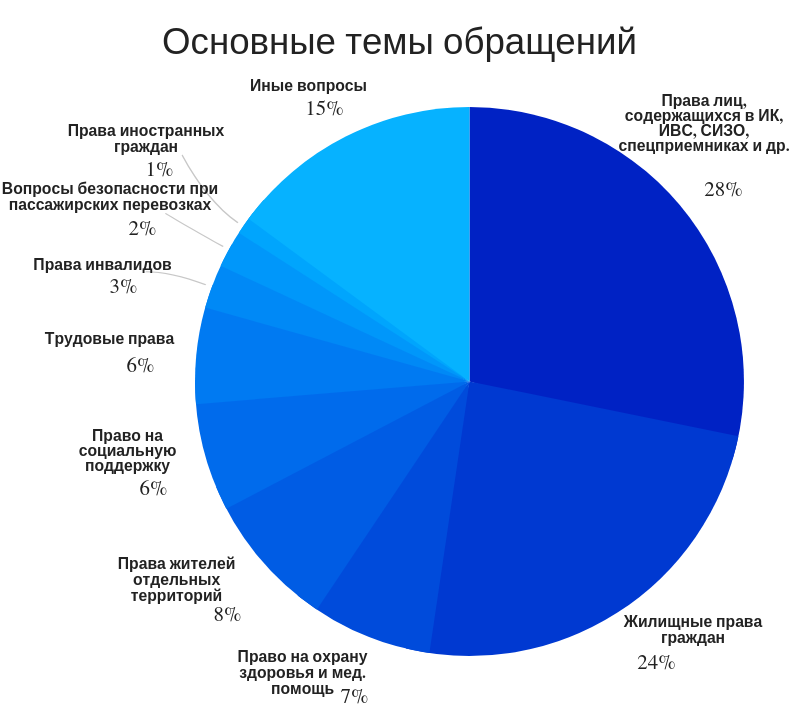 Основные темы обращений
Иные вопросы
15%
Права лиц,
содержащихся в ИК,
ИВС, СИЗО,
спецприемниках и др.
28%
Права иностранных
граждан
1%
Вопросы безопасности при
пассажирских перевозках
2%
Права инвалидов
3%
Трудовые права
6%
Право на
социальную
поддержку
6%
Права жителей
отдельных
территорий
8%
Право на охрану
здоровья и мед.
помощь 7%
Жилищные права
граждан
24%